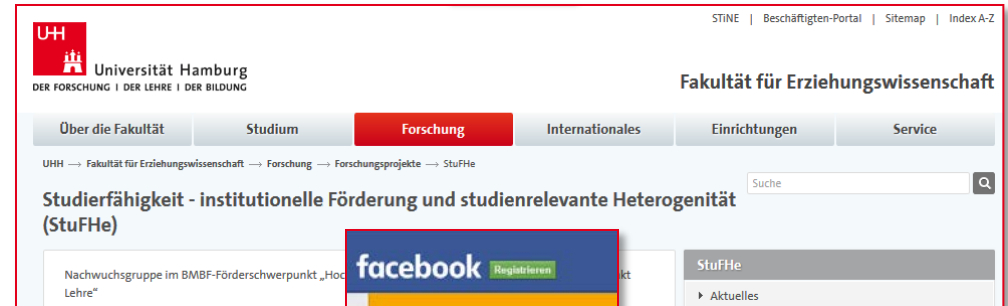 STiNE | Beschäftigten-Portal | Sitemap | Index A-Z
UHH
Universität Hamburg
DER FORSCHUNG I DER LEHRE I DER BILDUNG
Fakultät für Erziehungswissenschaft
Über die Fakultät Studium Forschung Internationales Einrichtungen Service
UHH → Fakultät für Erziehungswissenschaft → Forschung → Forschungsprojekte → StuFHe
Suche
Studierfähigkeit - institutionelle Förderung und studienrelevante Heterogenität
(StuFHe)
Nachwuchsgruppe im BMBF-Förderschwerpunkt
Lehre“
facebook Registrieren
StuFHe
Aktuelles